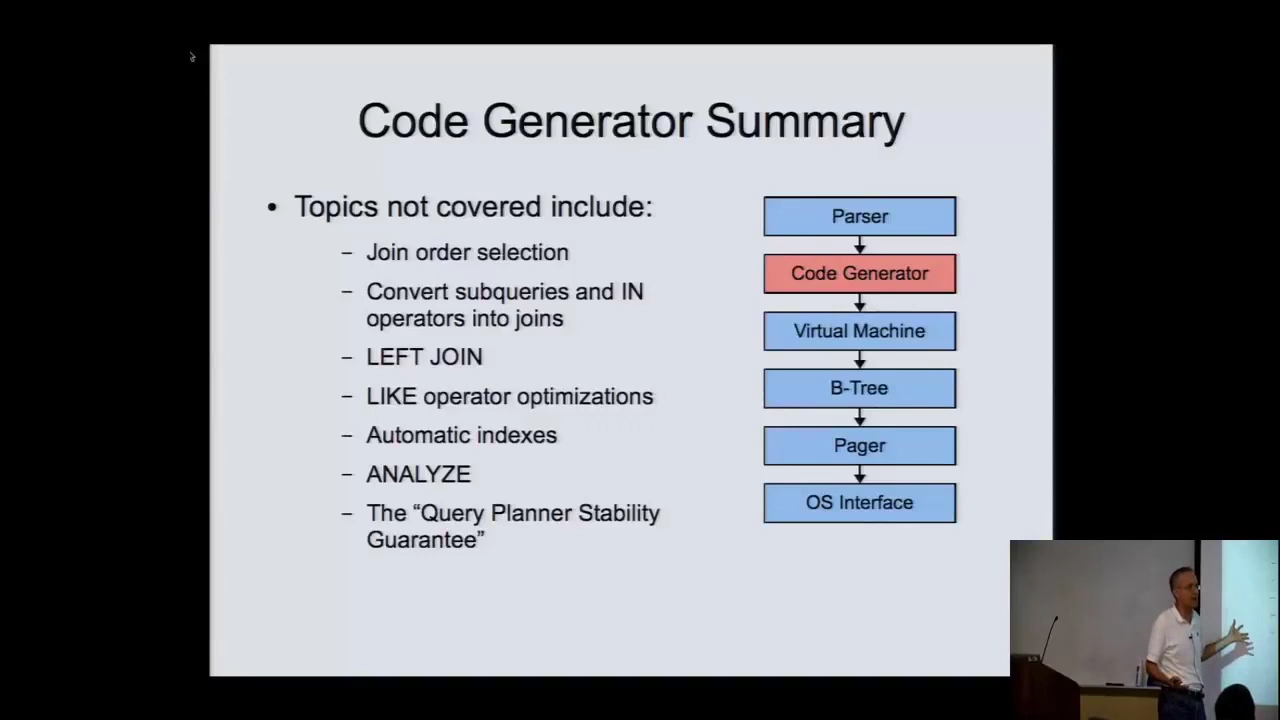 Code Generator Summary
• Topics not covered include:
– Join order selection
– Convert subqueries and IN
operators into joins
– LEFT JOIN
– LIKE operator optimizations
– Automatic indexes
– ANALYZE
– The “Query Planner Stability
Guarantee”
Parser
Code Generator
Virtual Machine
B-Tree
Pager
OS Interface